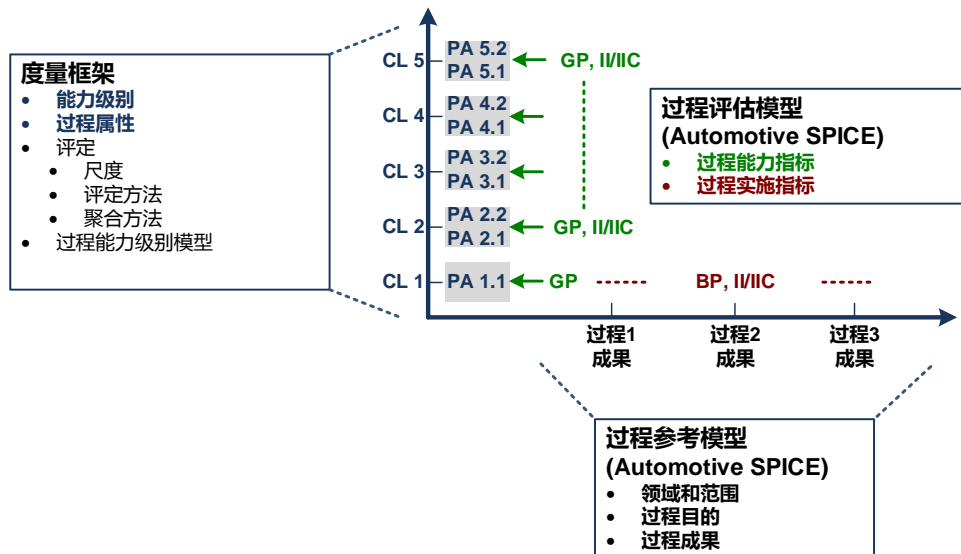 度量框架
• 能力级别
• 过程属性
• 评定
• 尺度
• 评定方法
• 聚合方法
• 过程能力级别模型
CL 5
PA 5.2
PA 5.1
GP, II/IIC
CL 4
PA 4.2
PA 4.1
CL 3
PA 3.2
PA 3.1
CL 2
PA 2.2
PA 2.1
GP, II/IIC
CL 1
PA 1.1
GP
BP, II/IIC
过程评估模型
(Automotive SPICE)
• 过程能力指标
• 过程实施指标
过程1
成果
过程2
成果
过程3
成果
过程参考模型
(Automotive SPICE)
• 领域和范围
• 过程目的
• 过程成果